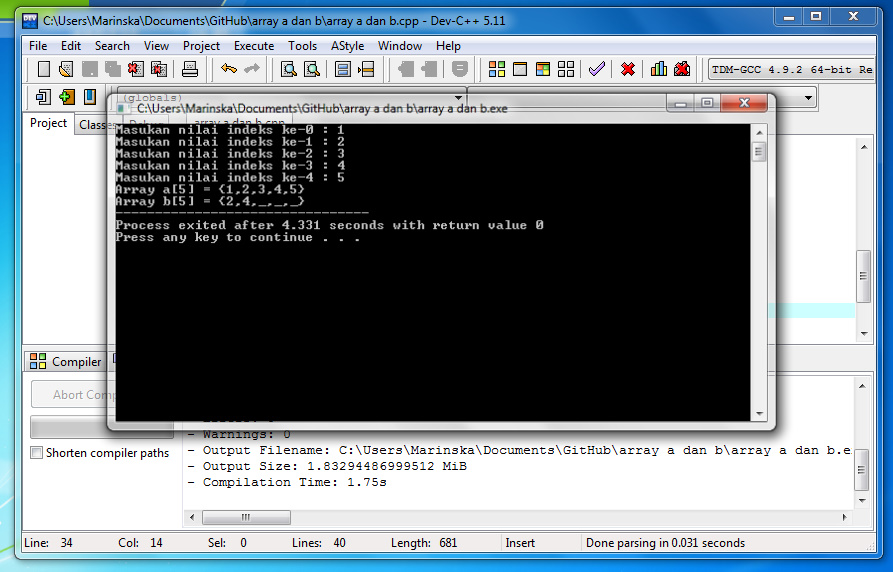 C:\Users\Marinska\Documents\GitHub\array a dan b\array a dan b.cpp - Dev-C++ 5.11
File Edit Search View Project Execute Tools AStyle Window Help
TDM-GCC 4.9.2 64-bit Re
(globals)
Project Classes Debug
array a dan b.cpp
C:\Users\Marinska\Documents\GitHub\array a dan b\array a dan b.exe
Masukan nilai indeks ke-0 : 1
Masukan nilai indeks ke-1 : 2
Masukan nilai indeks ke-2 : 3
Masukan nilai indeks ke-3 : 4
Masukan nilai indeks ke-4 : 5
Array a[5] = {1,2,3,4,5}
Array b[5] = {2,4,_,_,_}
--------------------------------
Process exited after 4.331 seconds with return value 0
Press any key to continue . . .
Compiler
Abort Comp
Shorten compiler paths
- Warnings: 0
- Output Filename: C:\Users\Marinska\Documents\GitHub\array a dan b\array a dan b.e
- Output Size: 1.83294486999512 MiB
- Compilation Time: 1.75s
Line: 34 Col: 14 Sel: 0 Lines: 40 Length: 681 Insert Done parsing in 0.031 seconds